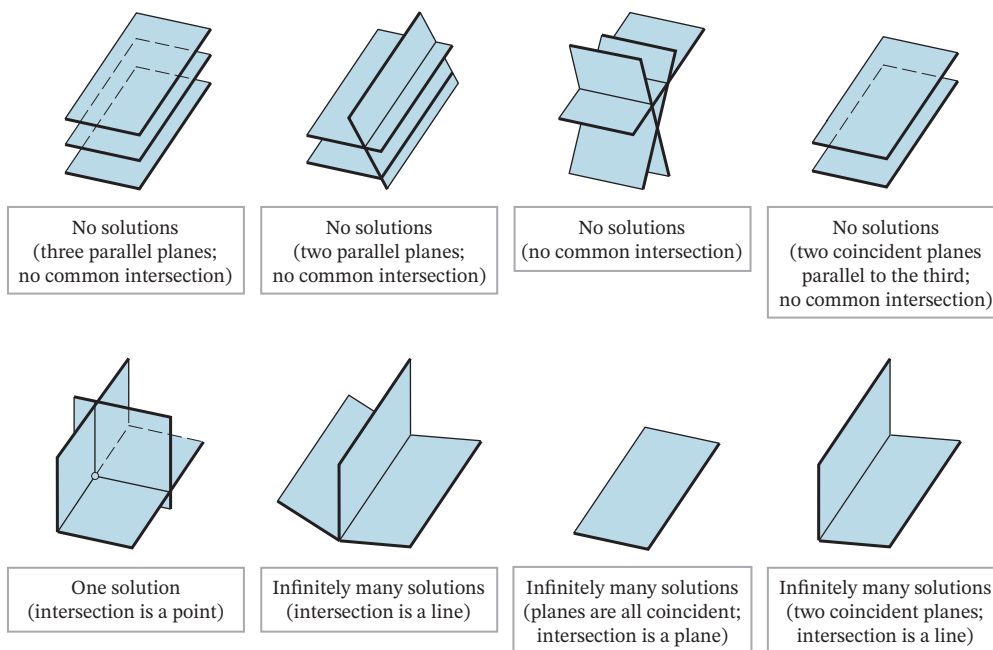 No solutions
(three parallel planes;
no common intersection)
No solutions
(two parallel planes;
no common intersection)
No solutions
(no common intersection)
No solutions
(two coincident planes
parallel to the third;
no common intersection)
One solution
(intersection is a point)
Infinitely many solutions
(intersection is a line)
Infinitely many solutions
(planes are all coincident;
intersection is a plane)
Infinitely many solutions
(two coincident planes;
intersection is a line)